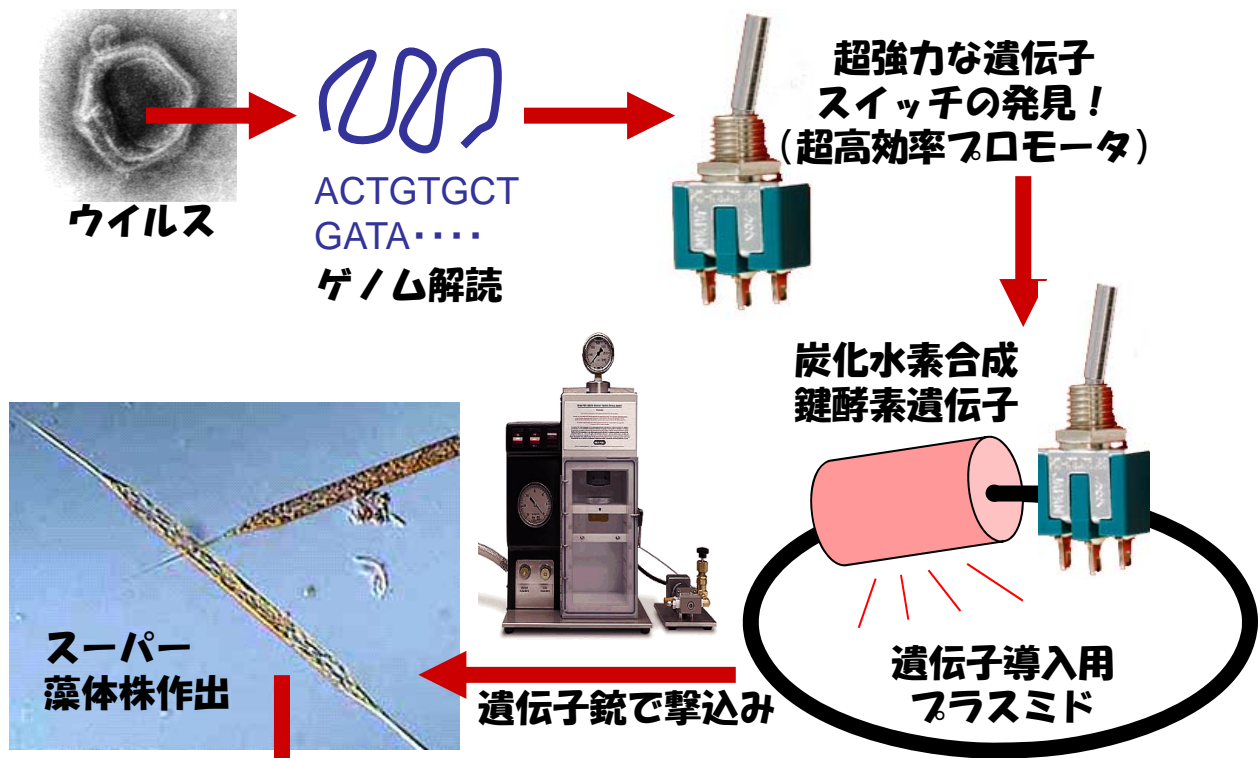 超強力な遺伝子
スイッチの発見！
（超高効率プロモータ）
ウイルス
ACTGTGCT
GATA････
ゲノム解読
炭化水素合成
鍵酵素遺伝子
スーパー
藻体株作出
遺伝子銃で撃込み
遺伝子導入用
プラスミド